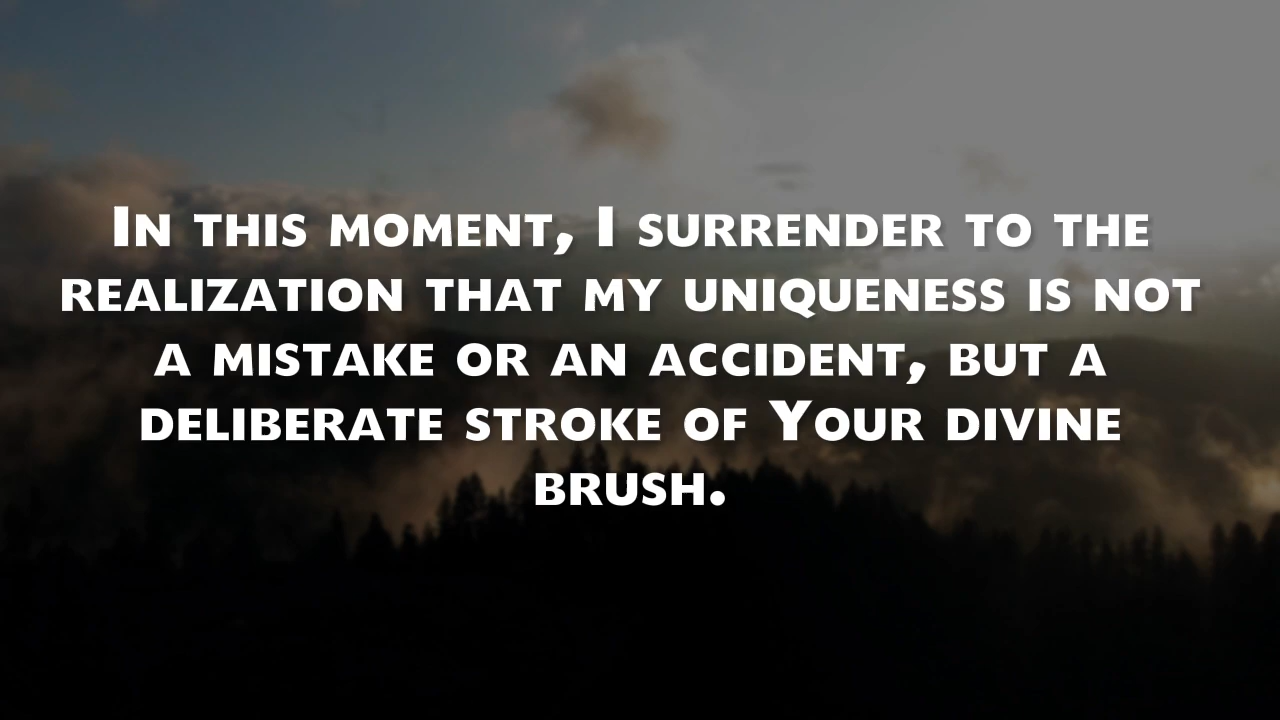 In this moment, I surrender to the
realization that my uniqueness is not
a mistake or an accident, but a
deliberate stroke of Your divine
brush.